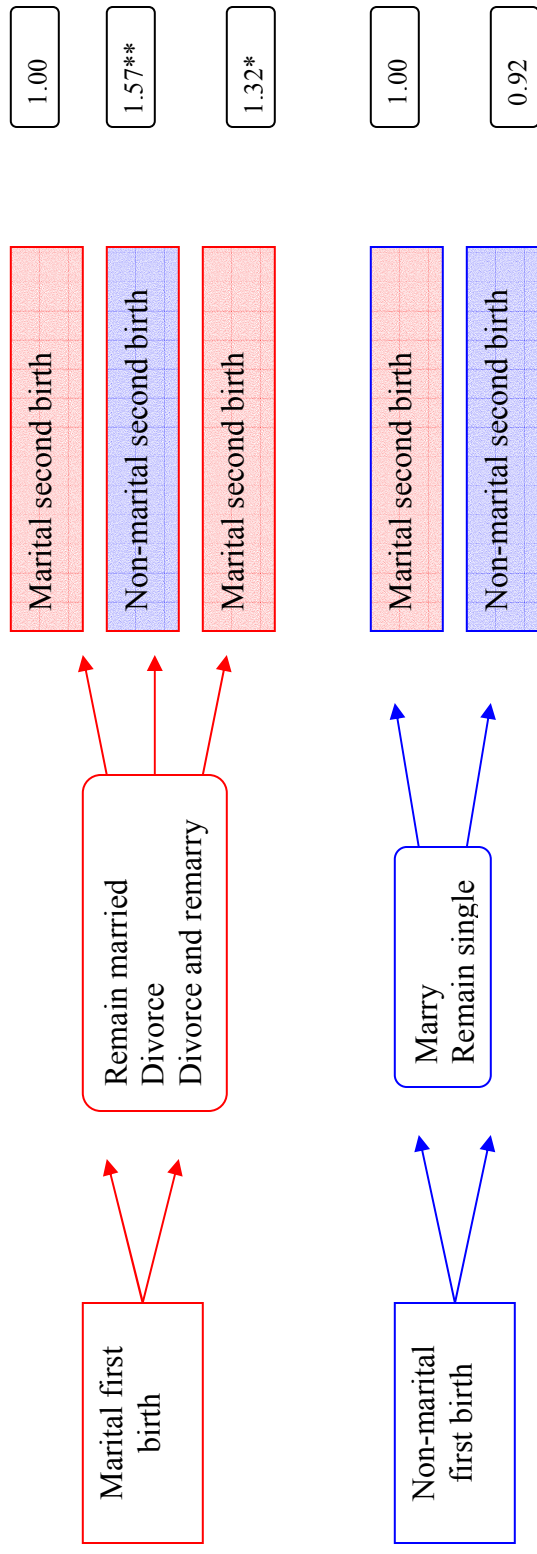 Marital first
birth
Remain married
Divorce
Divorce and remarry
Marital second birth
1.00
Non-marital second birth
1.57**
Marital second birth
1.32*
Non-marital
first birth
Marry
Remain single
Marital second birth
1.00
Non-marital second birth
0.92